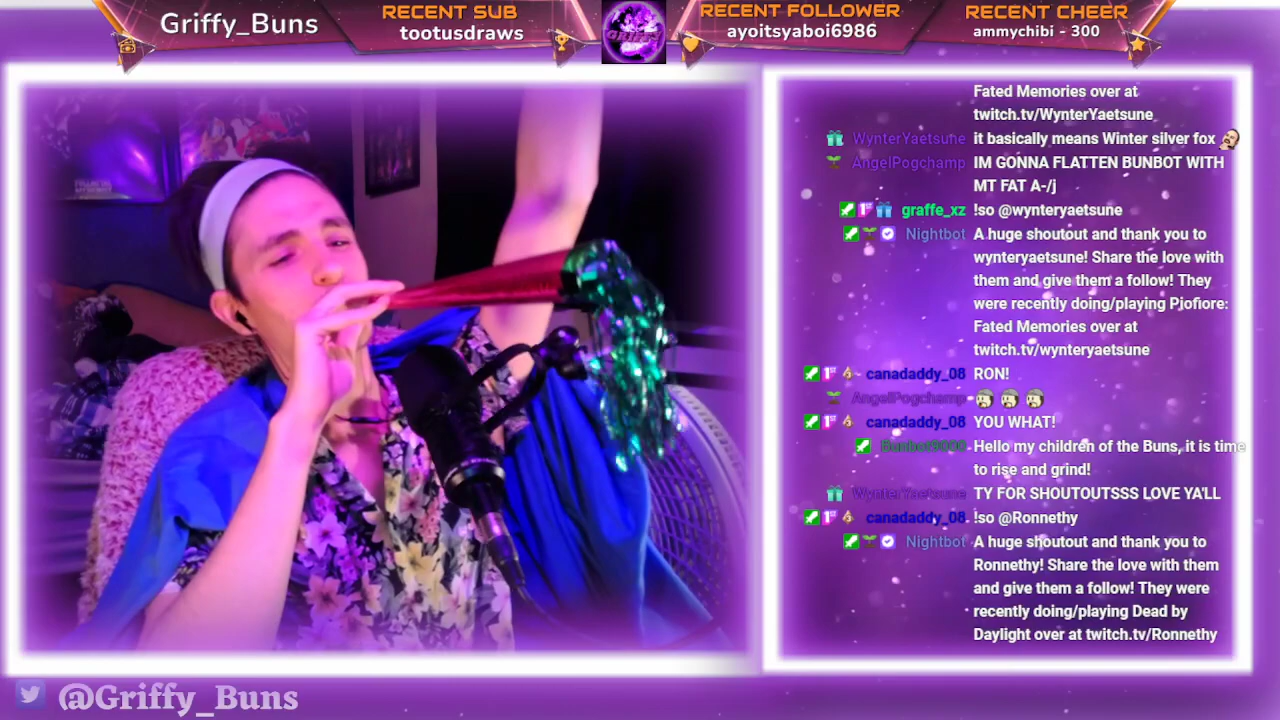 Griffy_Buns
RECENT SUB
tootusdraws
RECENT FOLLOWER
ayoitsyaboi6986
RECENT CHEER
ammychibi - 300
Fated Memories over at
twitch.tv/WynterYaetsune
WynterYaetsune it basically means Winter silver fox
AngelPogchamp IM GONNA FLATTEN BUNBOT WITH
MT FAT A-/j
graffe_xz !so @wynteryaetsune
Nightbot A huge shoutout and thank you to
wynteryaetsune! Share the love with
them and give them a follow! They
were recently doing/playing Piofiore:
Fated Memories over at
twitch.tv/wynteryaetsune
canadaddy_08 RON!
AngelPogchamp
canadaddy_08 YOU WHAT!
Bunbot9000 Hello my children of the Buns, it is time
to rise and grind!
WynterYaetsune TY FOR SHOUTOUTSSS LOVE YA'LL
canadaddy_08 !so @Ronnethy
Nightbot A huge shoutout and thank you to
Ronnethy! Share the love with them
and give them a follow! They were
recently doing/playing Dead by
Daylight over at twitch.tv/Ronnethy
@Griffy_Buns